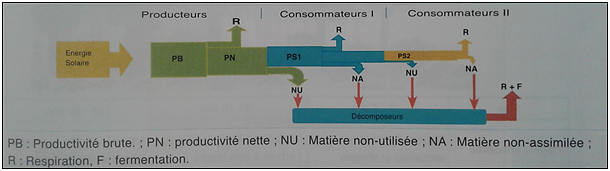 Producteurs Consommateurs I Consommateurs II
R R R
Energie
Solaire
PB PN PS1 PS2
NA NU NA
NU
R + F
Décomposeurs
PB : Productivité brute. ; PN : productivité nette ; NU : Matière non-utilisée ; NA : Matière non-assimilée ;
R : Respiration, F : fermentation.